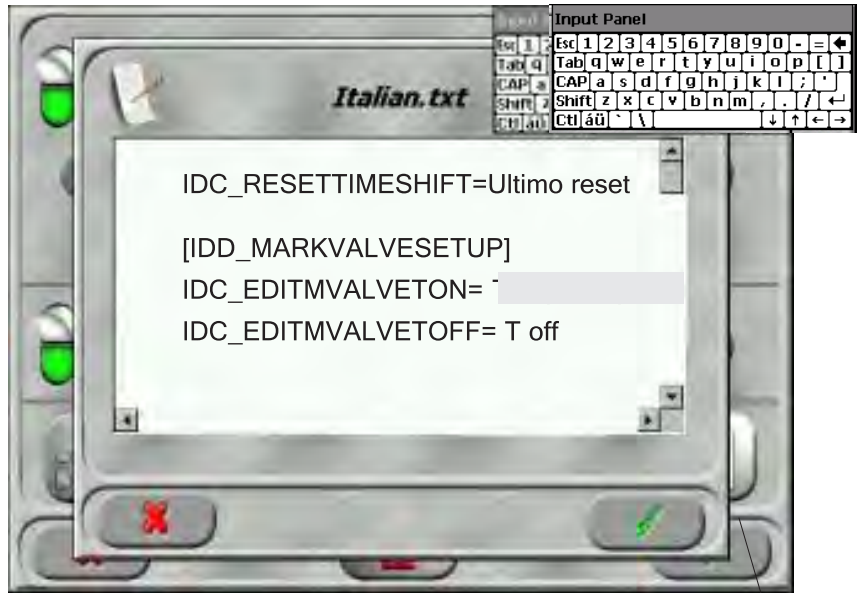 Input Panel
Esc 1 2 3 4 5 6 7 8 9 0 - =
Tab q w e r t y u i o p [ ]
CAP a s d f g h j k l ; '
Shift z x c v b n m , . /
Ctl áü ` \
Italian.txt
IDC_RESETTIMESHIFT=Ultimo reset
[IDD_MARKVALVESETUP]
IDC_EDITMVALVETON=
IDC_EDITMVALVETOFF= T off